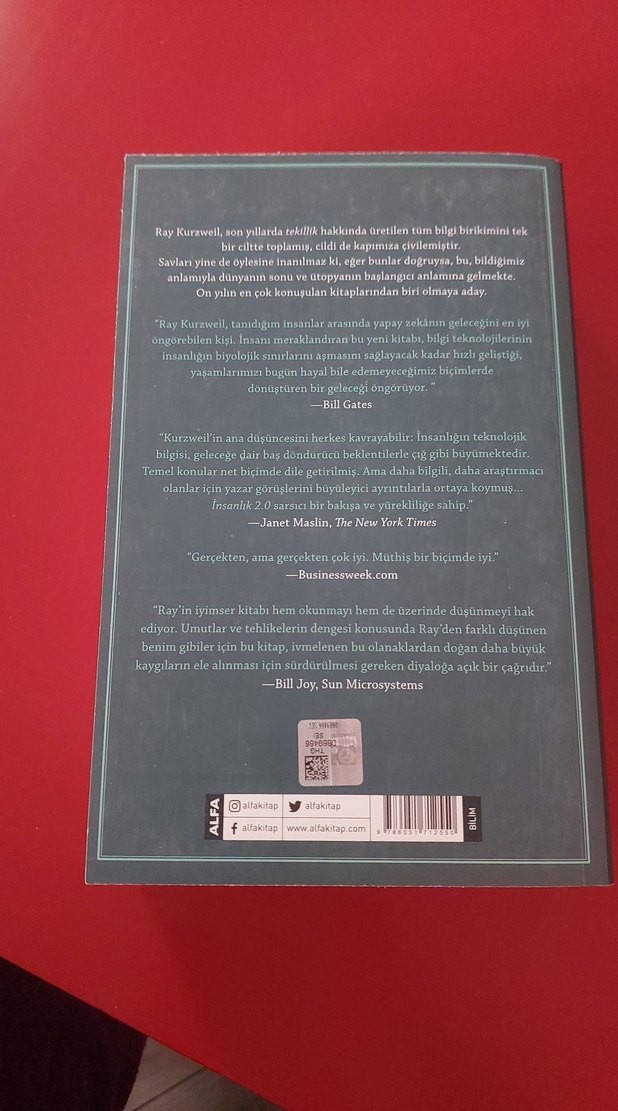 Ray Kurzweil, son yıllarda tekillik hakkında üretilen tüm bilgi birikimini tek
bir ciltte toplamış, cildi de kapımıza çivilemiştir.
Savları yine de öylesine inanılmaz ki, eğer bunlar doğruysa, bu, bildiğimiz
anlamıyla dünyanın sonu ve ütopyanın başlangıcı anlamına gelmekte.
On yılın en çok konuşulan kitaplarından biri olmaya aday.
"Ray Kurzweil, tanıdığım insanlar arasında yapay zekânın geleceğini en iyi
öngörebilen kişi. İnsanı meraklandıran bu yeni kitabı, bilgi teknolojilerinin
insanlığın biyolojik sınırlarını aşmasını sağlayacak kadar hızlı geliştiği,
yaşamlarımızı bugün hayal bile edemeyeceğimiz biçimlerde
dönüştüren bir geleceği öngörüyor. "
—Bill Gates
"Kurzweil'in ana düşüncesini herkes kavrayabilir: İnsanlığın teknolojik
bilgisi, geleceğe dair baş döndürücü beklentilerle çığ gibi büyümektedir.
Temel konular net biçimde dile getirilmiş. Ama daha bilgili, daha araştırmacı
olanlar için yazar görüşlerini büyüleyici ayrıntılarla ortaya koymuş...
İnsanlık 2.0 sarsıcı bir bakışa ve yürekliliğe sahip."
—Janet Maslin, The New York Times
"Gerçekten, ama gerçekten çok iyi. Müthiş bir biçimde iyi."
—Businessweek.com
"Ray'in iyimser kitabı hem okunmayı hem de üzerinde düşünmeyi hak
ediyor. Umutlar ve tehlikelerin dengesi konusunda Ray'den farklı düşünen
benim gibiler için bu kitap, ivmelenen bu olanaklardan doğan daha büyük
kaygıların ele alınması için sürdürülmesi gereken diyaloğa açık bir çağrıdır."
—Bill Joy, Sun Microsystems
THG
ALFA
alfakitap
alfakitap
alfakitap
www.alfakitap.com
9 786051 712550
BİLİM